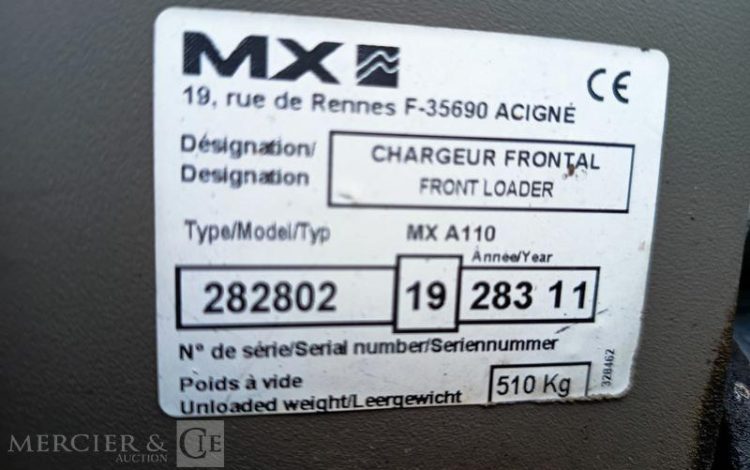 MX
CE
19, rue de Rennes F-35690 ACIGNÉ
Désignation/
Designation
CHARGEUR FRONTAL
FRONT LOADER
Type/Model/Typ MX A110
Année/Year
282802 19 283 11
N° de série/Serial number/Seriennummer
Poids à vide
Unloaded weight/Leergewicht
510 Kg
328462
MERCIER & CIE
AUCTION